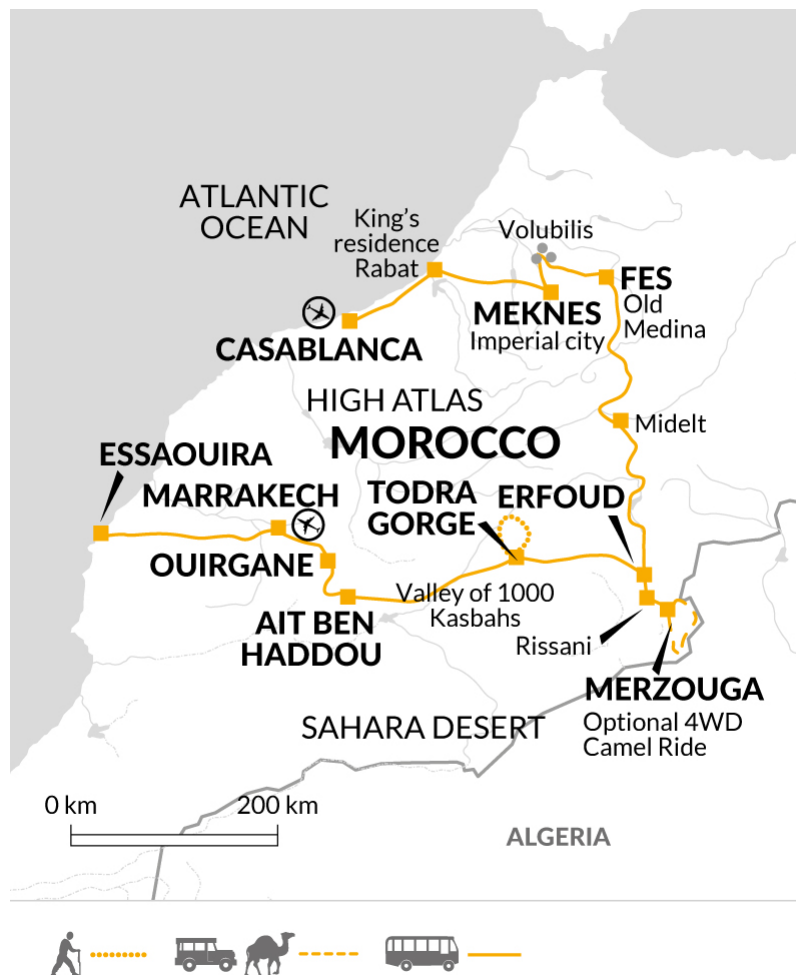 ATLANTIC
OCEAN
King's
residence
Rabat
Volubilis
FES
Old
Medina
MEKNES
Imperial city
CASABLANCA
HIGH ATLAS
MOROCCO
Midelt
ESSAOUIRA
MARRAKECH
TODRA
GORGE
ERFOUD
OUIRGANE
Valley of 1000
Kasbahs
AIT BEN
HADDOU
Rissani
MERZOUGA
Optional 4WD
Camel Ride
SAHARA DESERT
0 km
200 km
ALGERIA